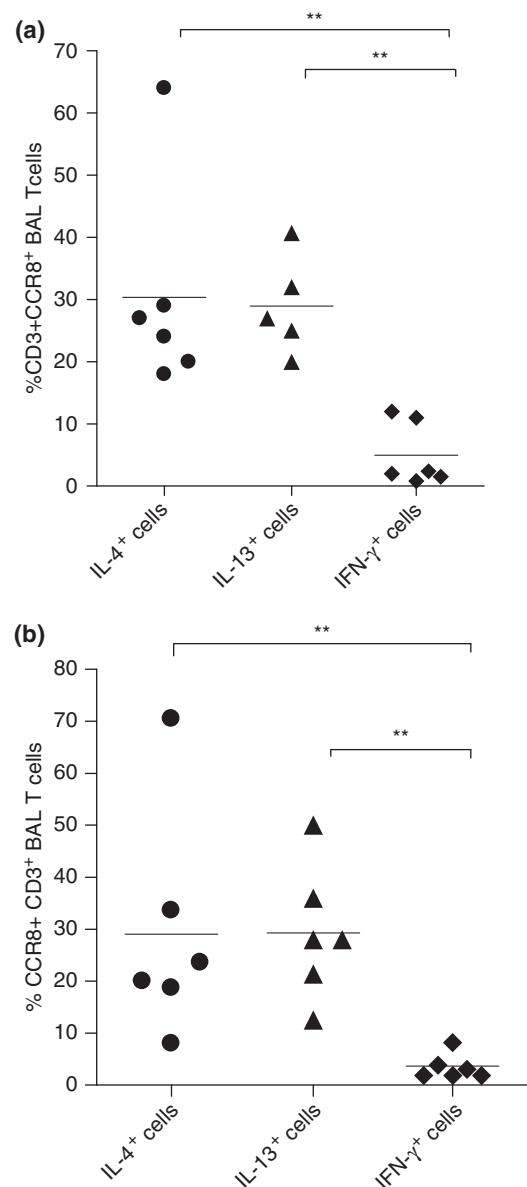 (a)
**
**
70
60
50
40
30
20
10
0
%CD3+CCR8⁺ BAL Tcells
IL-4⁺ cells
IL-13⁺ cells
IFN-γ⁺ cells
(b)
**
**
80
70
60
50
40
30
20
10
0
% CCR8+ CD3⁺ BAL T cells
IL-4⁺ cells
IL-13⁺ cells
IFN-γ⁺ cells